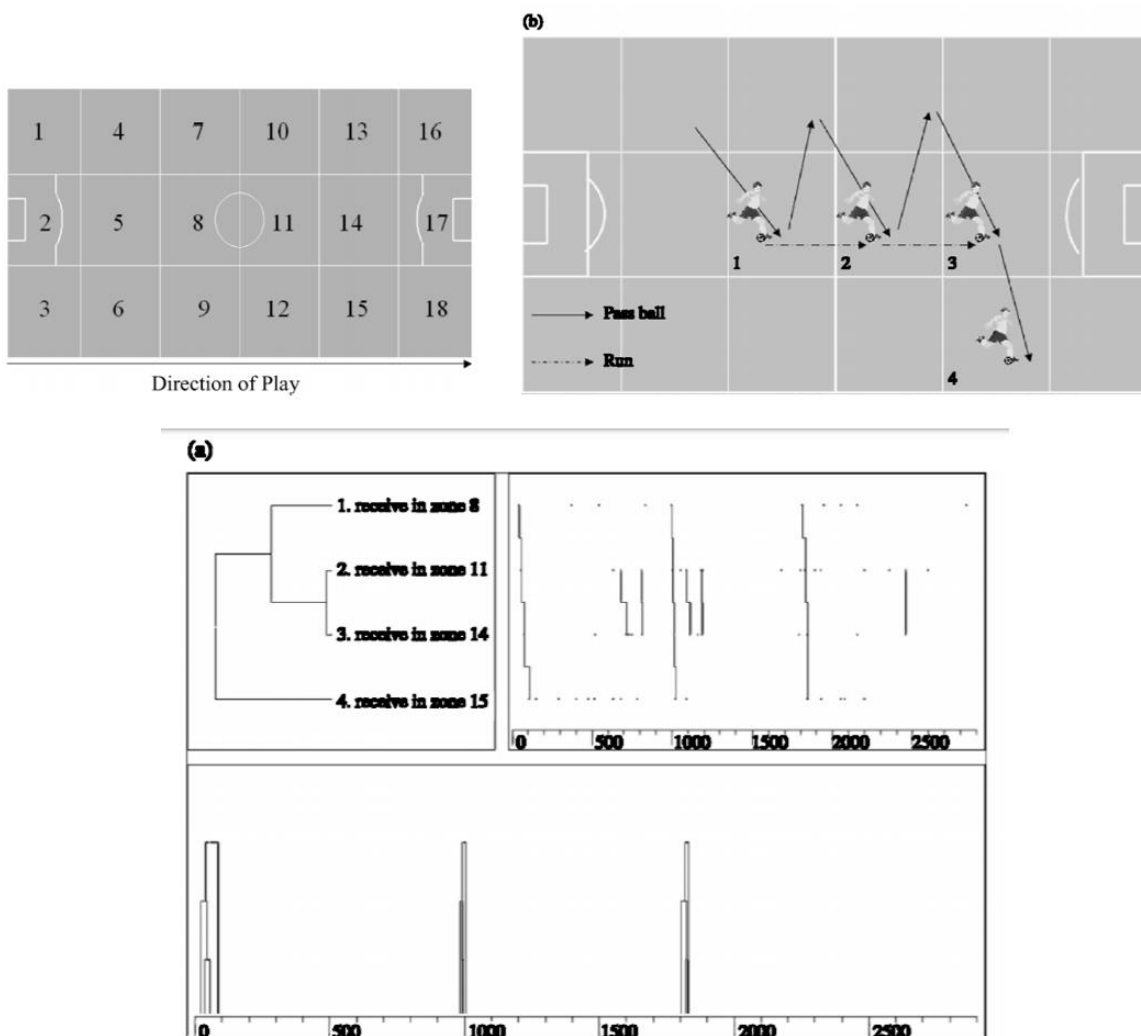 1 4 7 10 13 16
2 5 8 11 14 17
3 6 9 12 15 18
Direction of Play
(b)
1 2 3
Pass ball
Run
4
(a)
1. receive in zone 8
2. receive in zone 11
3. receive in zone 14
4. receive in zone 15
0 500 1000 1500 2000 2500
0 500 1000 1500 2000 2500